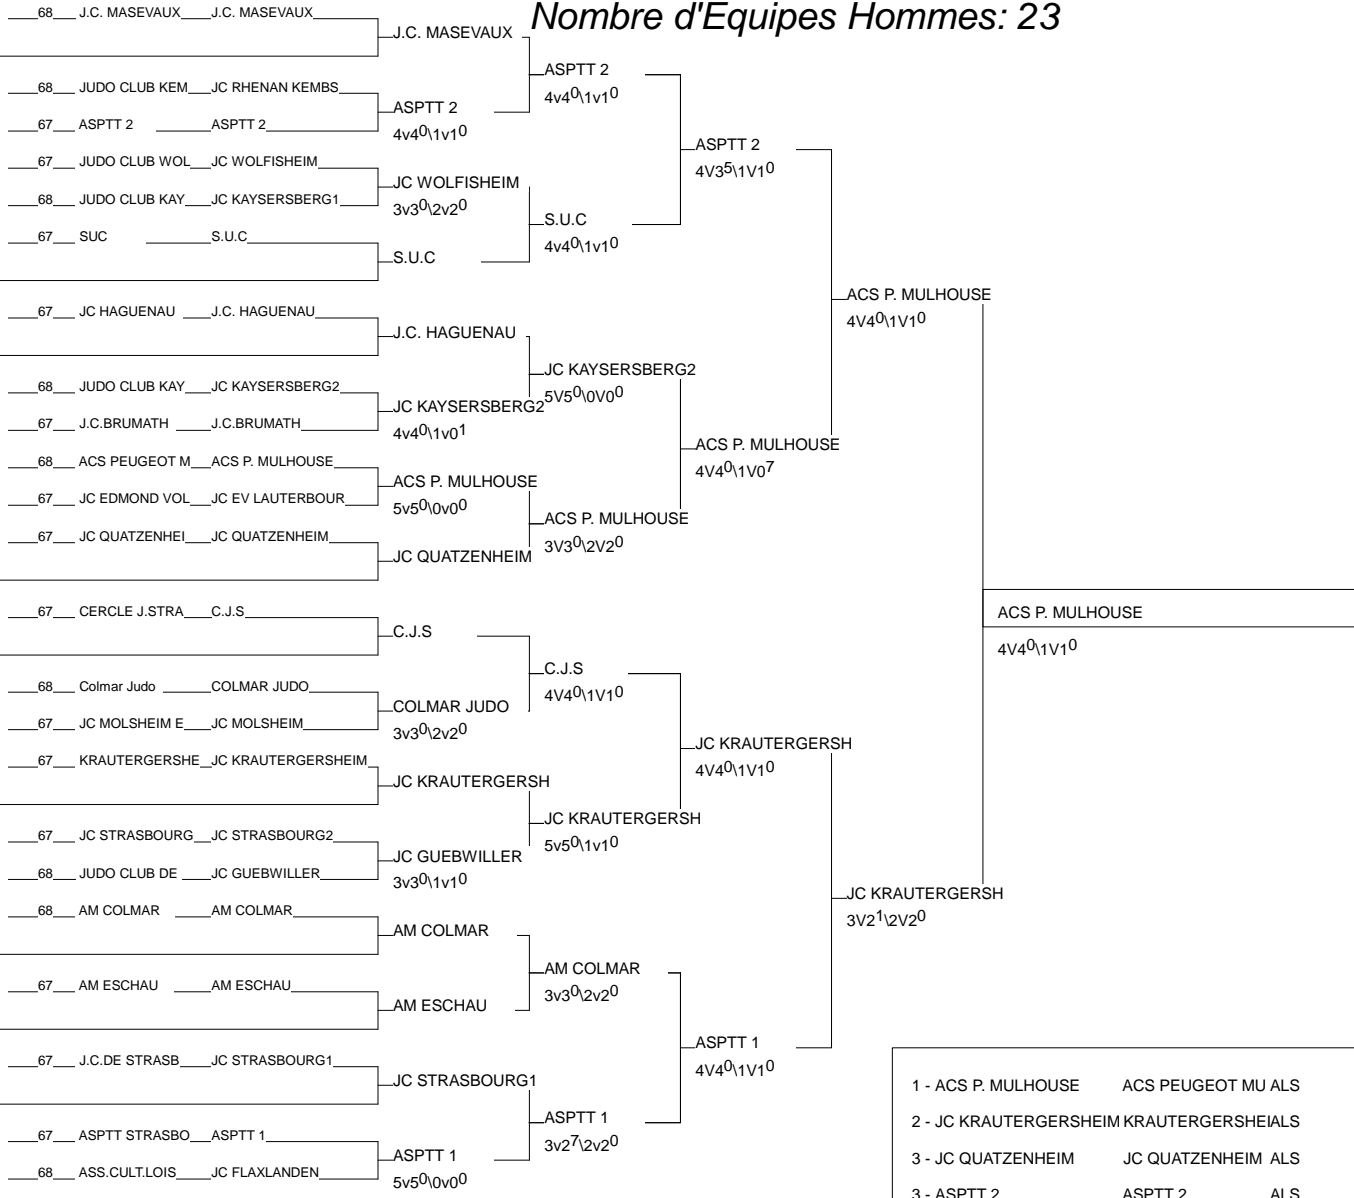 Nombre d'Equipes Hommes: 23
68 J.C. MASEVAUX J.C. MASEVAUX
J.C. MASEVAUX
ASPTT 2
4v40\1v10
68 JUDO CLUB KEM JC RHENAN KEMBS
ASPTT 2
4v40\1v10
67 ASPTT 2 ASPTT 2
ASPTT 2
4V35\1V10
67 JUDO CLUB WOL JC WOLFISHEIM
JC WOLFISHEIM
3v30\2v20
68 JUDO CLUB KAY JC KAYSERSBERG1
S.U.C
4v40\1v10
67 SUC S.U.C
S.U.C
ACS P. MULHOUSE
4V40\1V10
67 JC HAGUENAU J.C. HAGUENAU
J.C. HAGUENAU
JC KAYSERSBERG2
5V50\0V00
68 JUDO CLUB KAY JC KAYSERSBERG2
JC KAYSERSBERG2
4v40\1v01
67 J.C.BRUMATH J.C.BRUMATH
ACS P. MULHOUSE
4V40\1V07
68 ACS PEUGEOT M ACS P. MULHOUSE
ACS P. MULHOUSE
5v50\0v00
67 JC EDMOND VOL JC EV LAUTERBOUR
ACS P. MULHOUSE
3V30\2V20
67 JC QUATZENHEI JC QUATZENHEIM
JC QUATZENHEIM
67 CERCLE J.STRA C.J.S
ACS P. MULHOUSE
4V40\1V10
C.J.S
C.J.S
4V40\1V10
68 Colmar Judo COLMAR JUDO
COLMAR JUDO
3v30\2v20
67 JC MOLSHEIM E JC MOLSHEIM
JC KRAUTERGERSH
4V40\1V10
67 KRAUTERGERSHE JC KRAUTERGERSHEIM
JC KRAUTERGERSH
JC KRAUTERGERSH
5v50\1v10
67 JC STRASBOURG JC STRASBOURG2
JC GUEBWILLER
3v30\1v10
68 JUDO CLUB DE JC GUEBWILLER
JC KRAUTERGERSH
3V21\2V20
68 AM COLMAR AM COLMAR
AM COLMAR
AM COLMAR
3v30\2v20
67 AM ESCHAU AM ESCHAU
AM ESCHAU
ASPTT 1
4V40\1V10
67 J.C.DE STRASB JC STRASBOURG1
JC STRASBOURG1
ASPTT 1
3v27\2v20
67 ASPTT STRASBO ASPTT 1
ASPTT 1
5v50\0v00
68 ASS.CULT.LOIS JC FLAXLANDEN
1 - ACS P. MULHOUSE ACS PEUGEOT MU ALS
2 - JC KRAUTERGERSHEIM KRAUTERGERSHEIALS
3 - JC QUATZENHEIM JC QUATZENHEIM ALS
3 - ASPTT 2 ASPTT 2 ALS